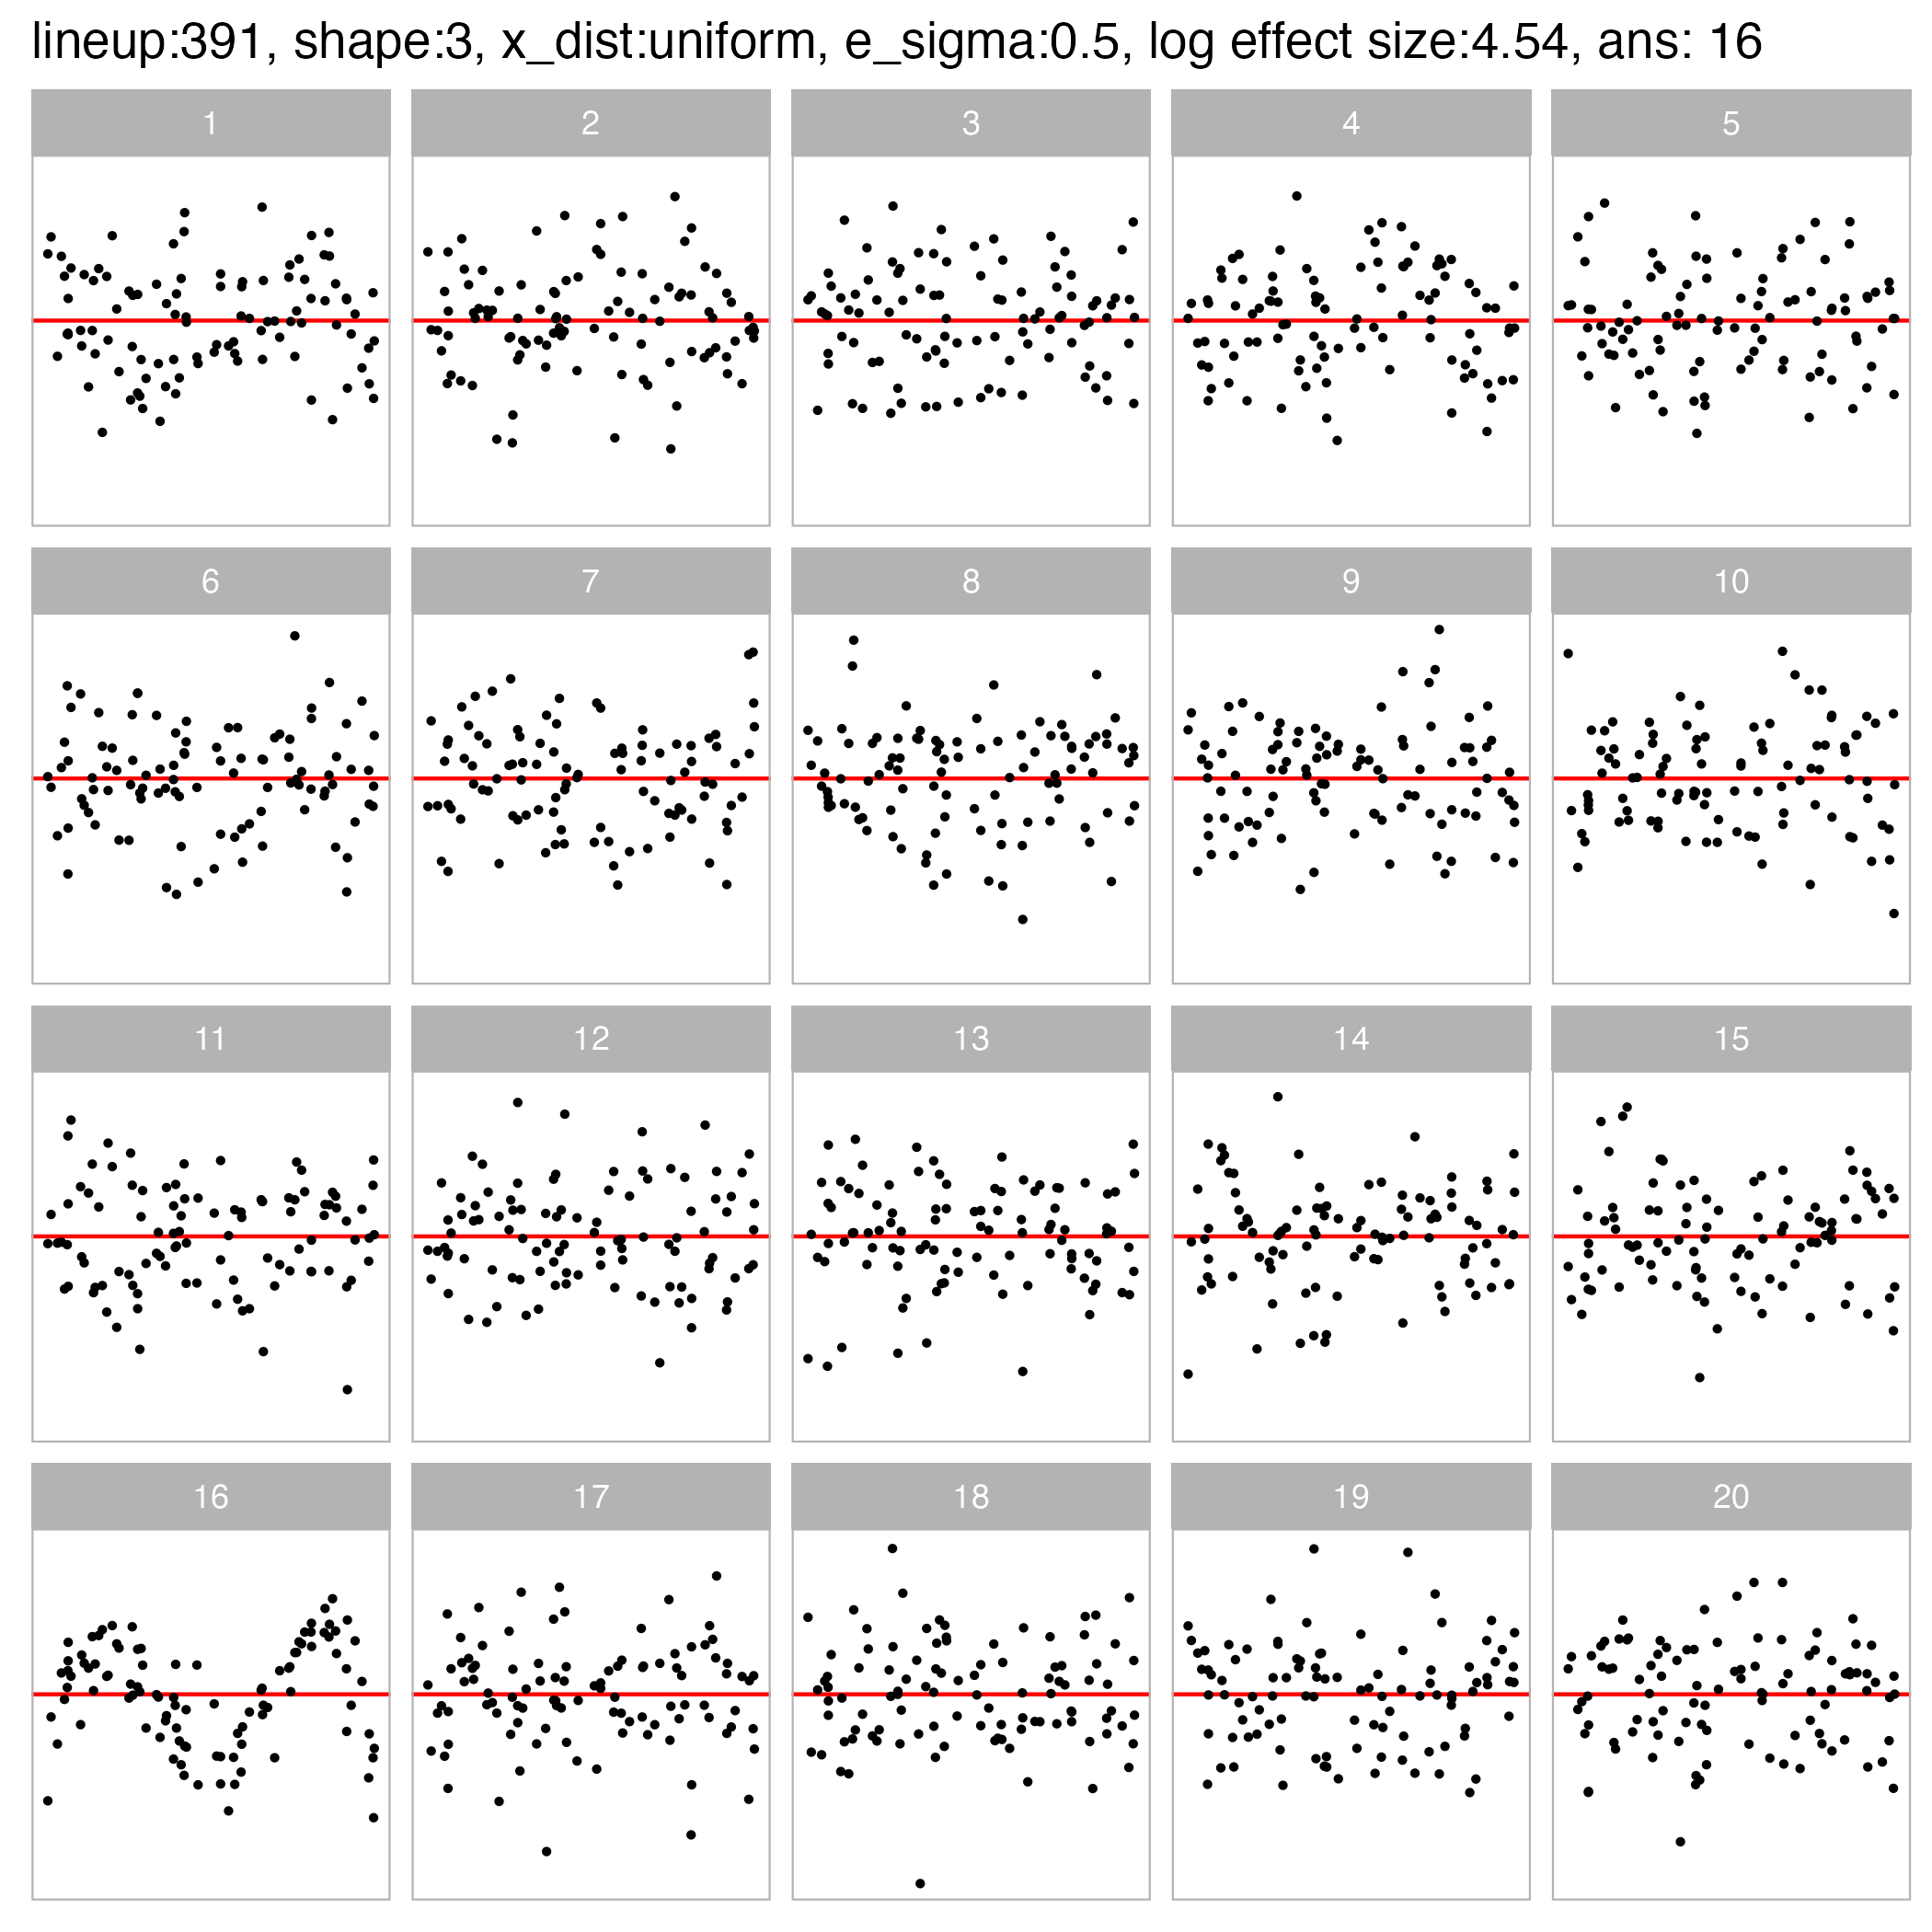 lineup:391, shape:3, x_dist:uniform, e_sigma:0.5, log effect size:4.54, ans: 16
1 2 3 4 5
6 7 8 9 10
11 12 13 14 15
16 17 18 19 20